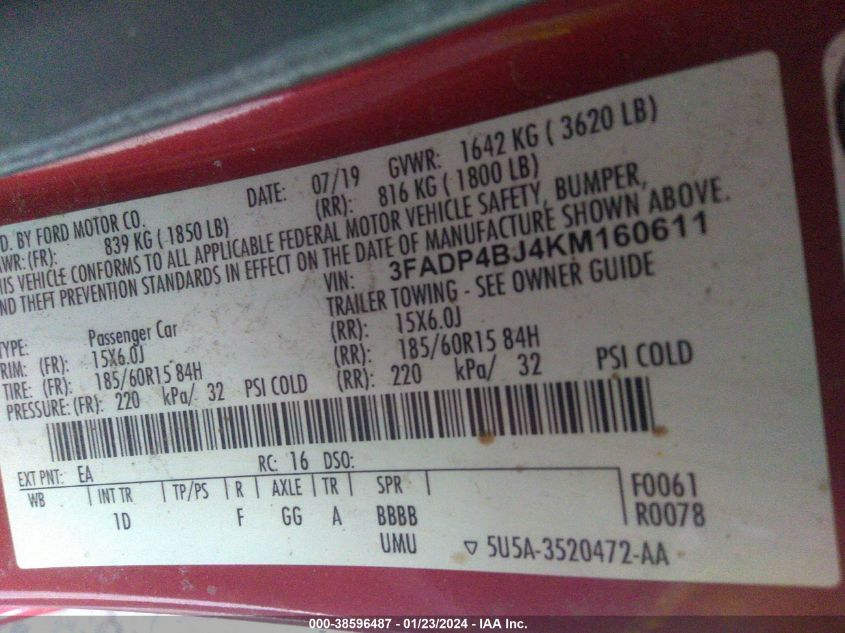 D. BY FORD MOTOR CO. DATE: 07/19 GVWR: 1642 KG ( 3620 LB)
WR: (FR): 839 KG ( 1850 LB) (RR): 816 KG ( 1800 LB)
IS VEHICLE CONFORMS TO ALL APPLICABLE FEDERAL MOTOR VEHICLE SAFETY, BUMPER,
ND THEFT PREVENTION STANDARDS IN EFFECT ON THE DATE OF MANUFACTURE SHOWN ABOVE.
VIN: 3FADP4BJ4KM160611
TYPE: Passenger Car TRAILER TOWING - SEE OWNER GUIDE
RIM: (FR): 15X6.0J (RR): 15X6.0J
TIRE: (FR): 185/60R15 84H (RR): 185/60R15 84H
PRESSURE: (FR): 220 kPa/ 32 PSI COLD (RR): 220 kPa/ 32 PSI COLD
EXT PNT: EA RC: 16 DSO:
WB INT TR TP/PS R AXLE TR SPR F0061
1D F GG A BBBB R0078
UMU ▽ 5U5A-3520472-AA
000-38596487 - 01/23/2024 - IAA Inc.